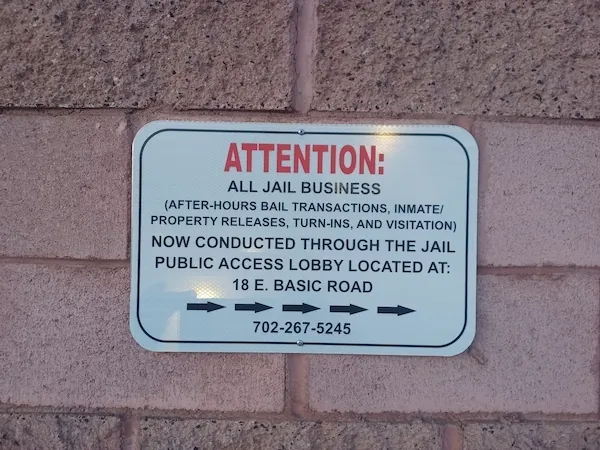 ATTENTION:
ALL JAIL BUSINESS
(AFTER-HOURS BAIL TRANSACTIONS, INMATE/
PROPERTY RELEASES, TURN-INS, AND VISITATION)
NOW CONDUCTED THROUGH THE JAIL
PUBLIC ACCESS LOBBY LOCATED AT:
18 E. BASIC ROAD
702-267-5245